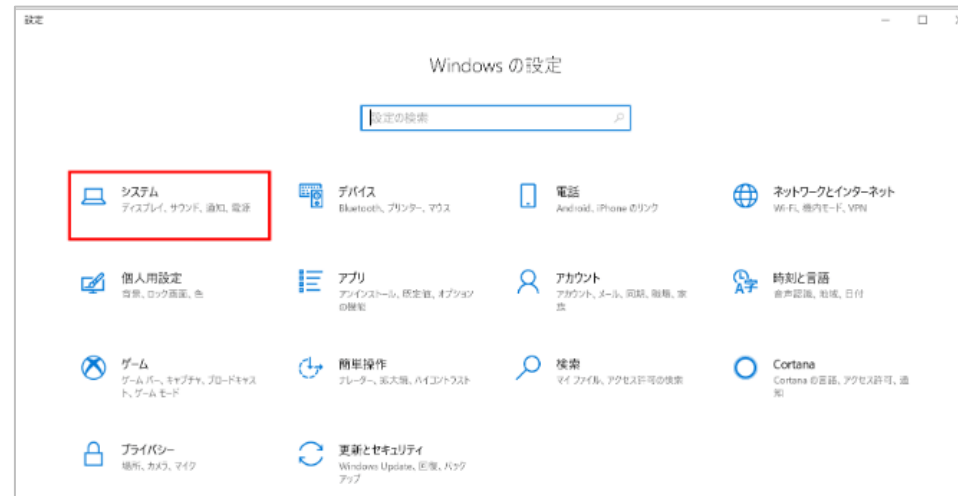 設定
Windows の設定
設定の検索
システム
ディスプレイ、サウンド、通知、電源
デバイス
Bluetooth、プリンター、マウス
電話
Android、iPhone のリンク
ネットワークとインターネット
Wi-Fi、機内モード、VPN
個人用設定
背景、ロック画面、色
アプリ
アンインストール、既定値、オプション
の機能
アカウント
アカウント、メール、同期、職場、家
族
時刻と言語
音声認識、地域、日付
ゲーム
ゲーム バー、キャプチャ、ブロードキャス
ト、ゲーム モード
簡単操作
ナレーター、拡大鏡、ハイコントラスト
検索
マイ ファイル、アクセス許可の検索
Cortana
Cortana の言語、アクセス許可、通
知
プライバシー
場所、カメラ、マイク
更新とセキュリティ
Windows Update、回復、バック
アップ